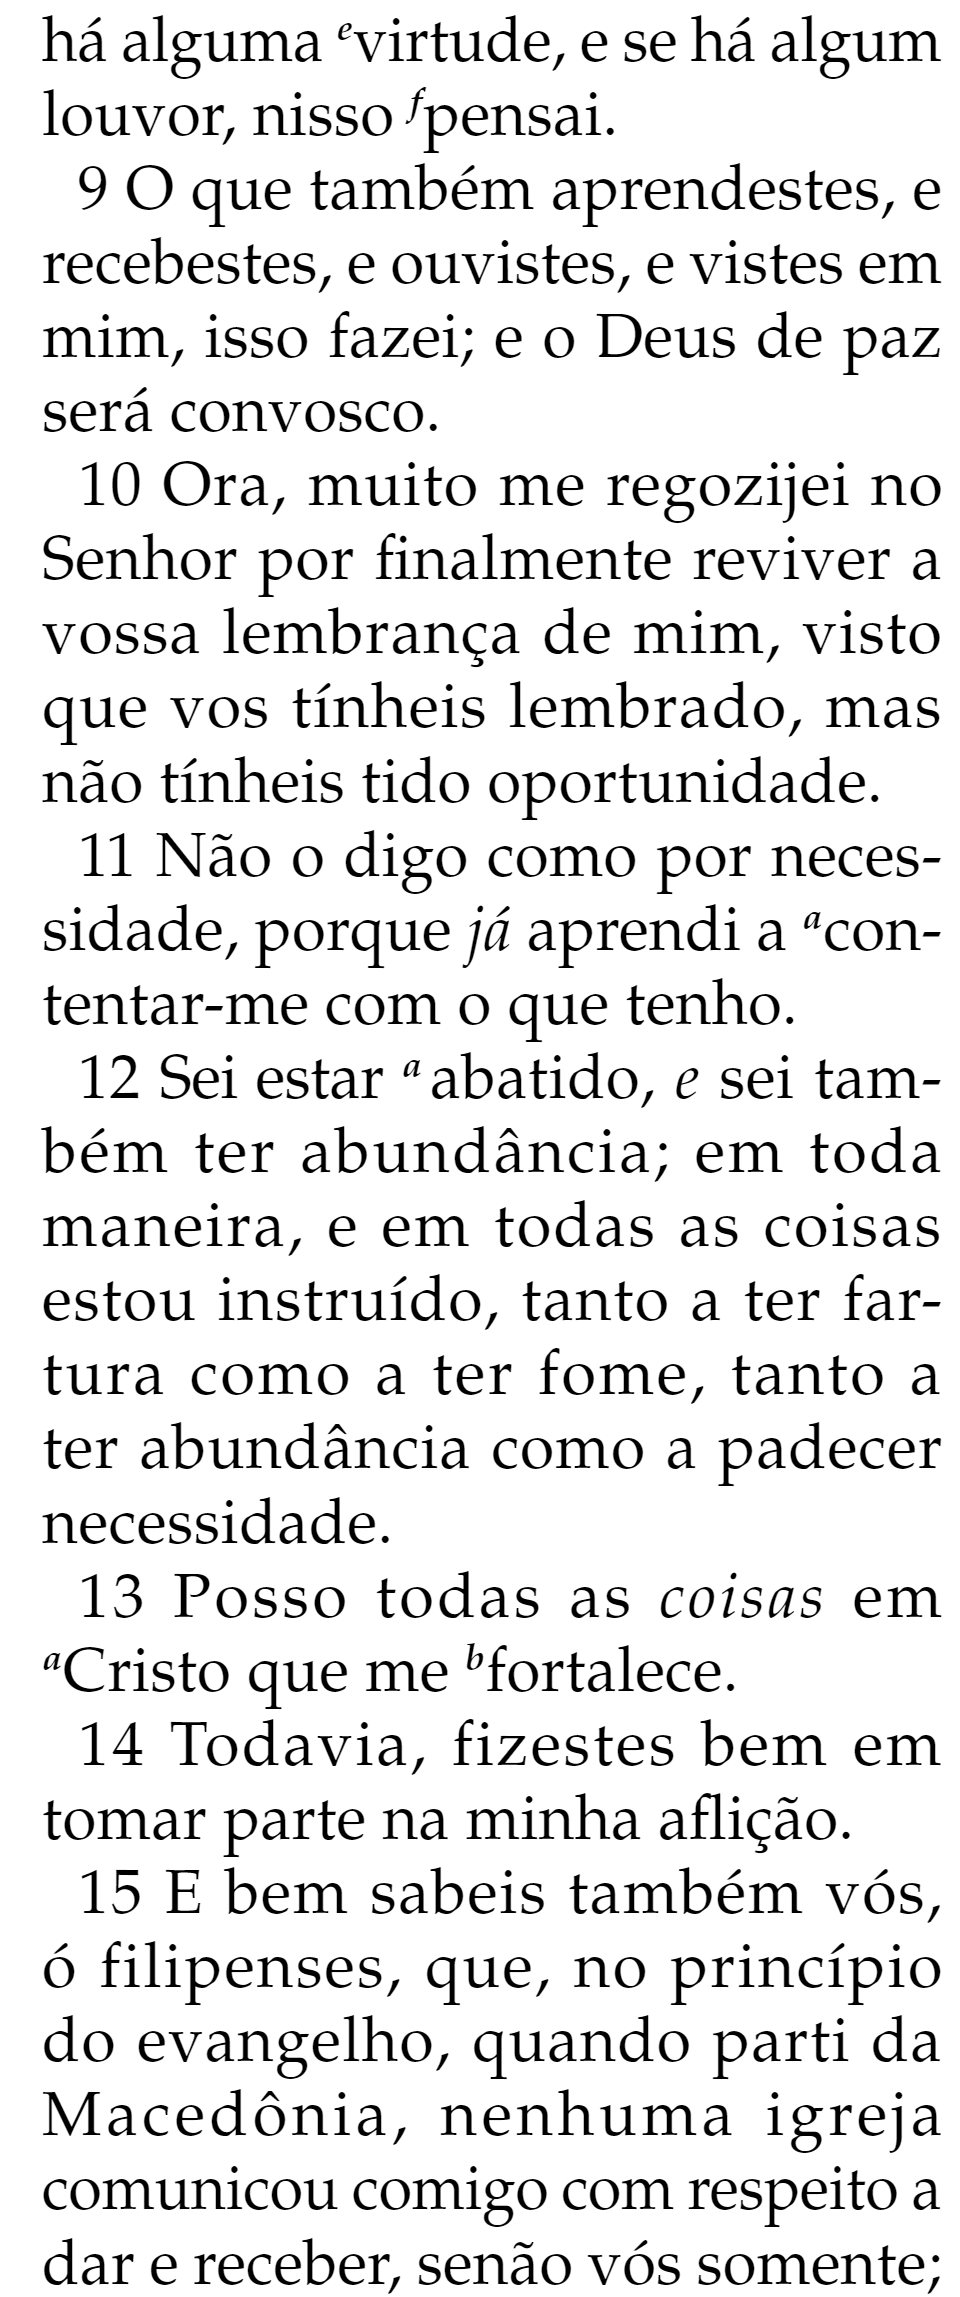 há alguma ᵉvirtude, e se há algum
louvor, nisso ᶠpensai.
9 O que também aprendestes, e
recebestes, e ouvistes, e vistes em
mim, isso fazei; e o Deus de paz
será convosco.
10 Ora, muito me regozijei no
Senhor por finalmente reviver a
vossa lembrança de mim, visto
que vos tínheis lembrado, mas
não tínheis tido oportunidade.
11 Não o digo como por neces-
sidade, porque já aprendi a ᵃcon-
tentar-me com o que tenho.
12 Sei estar ᵃabatido, e sei tam-
bém ter abundância; em toda
maneira, e em todas as coisas
estou instruído, tanto a ter far-
tura como a ter fome, tanto a
ter abundância como a padecer
necessidade.
13 Posso todas as coisas em
ᵃCristo que me ᵇfortalece.
14 Todavia, fizestes bem em
tomar parte na minha aflição.
15 E bem sabeis também vós,
ó filipenses, que, no princípio
do evangelho, quando parti da
Macedônia, nenhuma igreja
comunicou comigo com respeito a
dar e receber, senão vós somente;